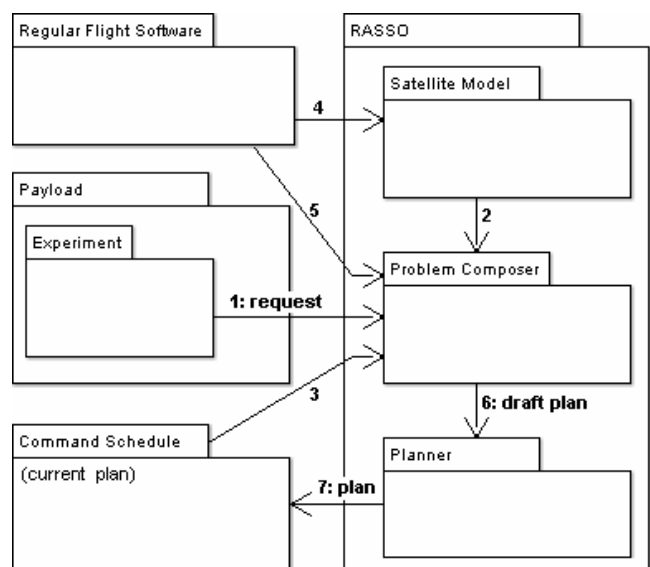 Regular Flight Software
RASSO
Satellite Model
4
Payload
5
2
Experiment
Problem Composer
1: request
3
6: draft plan
Command Schedule
(current plan)
Planner
7: plan